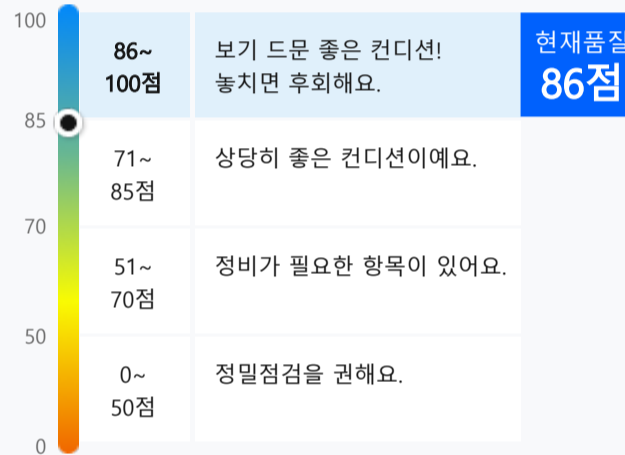 100
86~
100점
보기 드문 좋은 컨디션!
놓치면 후회해요.
현재품질
86점
85
71~
85점
상당히 좋은 컨디션이예요.
70
51~
70점
정비가 필요한 항목이 있어요.
50
0~
50점
정밀점검을 권해요.
0